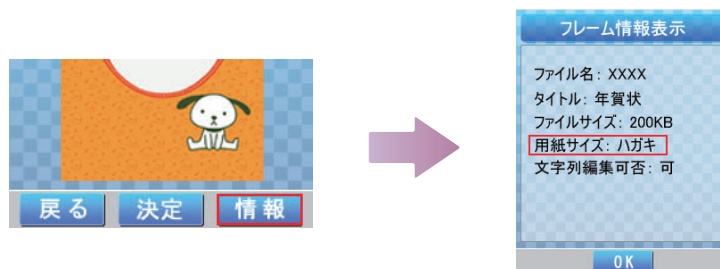 戻る 決定 情報
フレーム情報表示
ファイル名: XXXX
タイトル: 年賀状
ファイルサイズ: 200KB
用紙サイズ: ハガキ
文字列編集可否: 可
OK